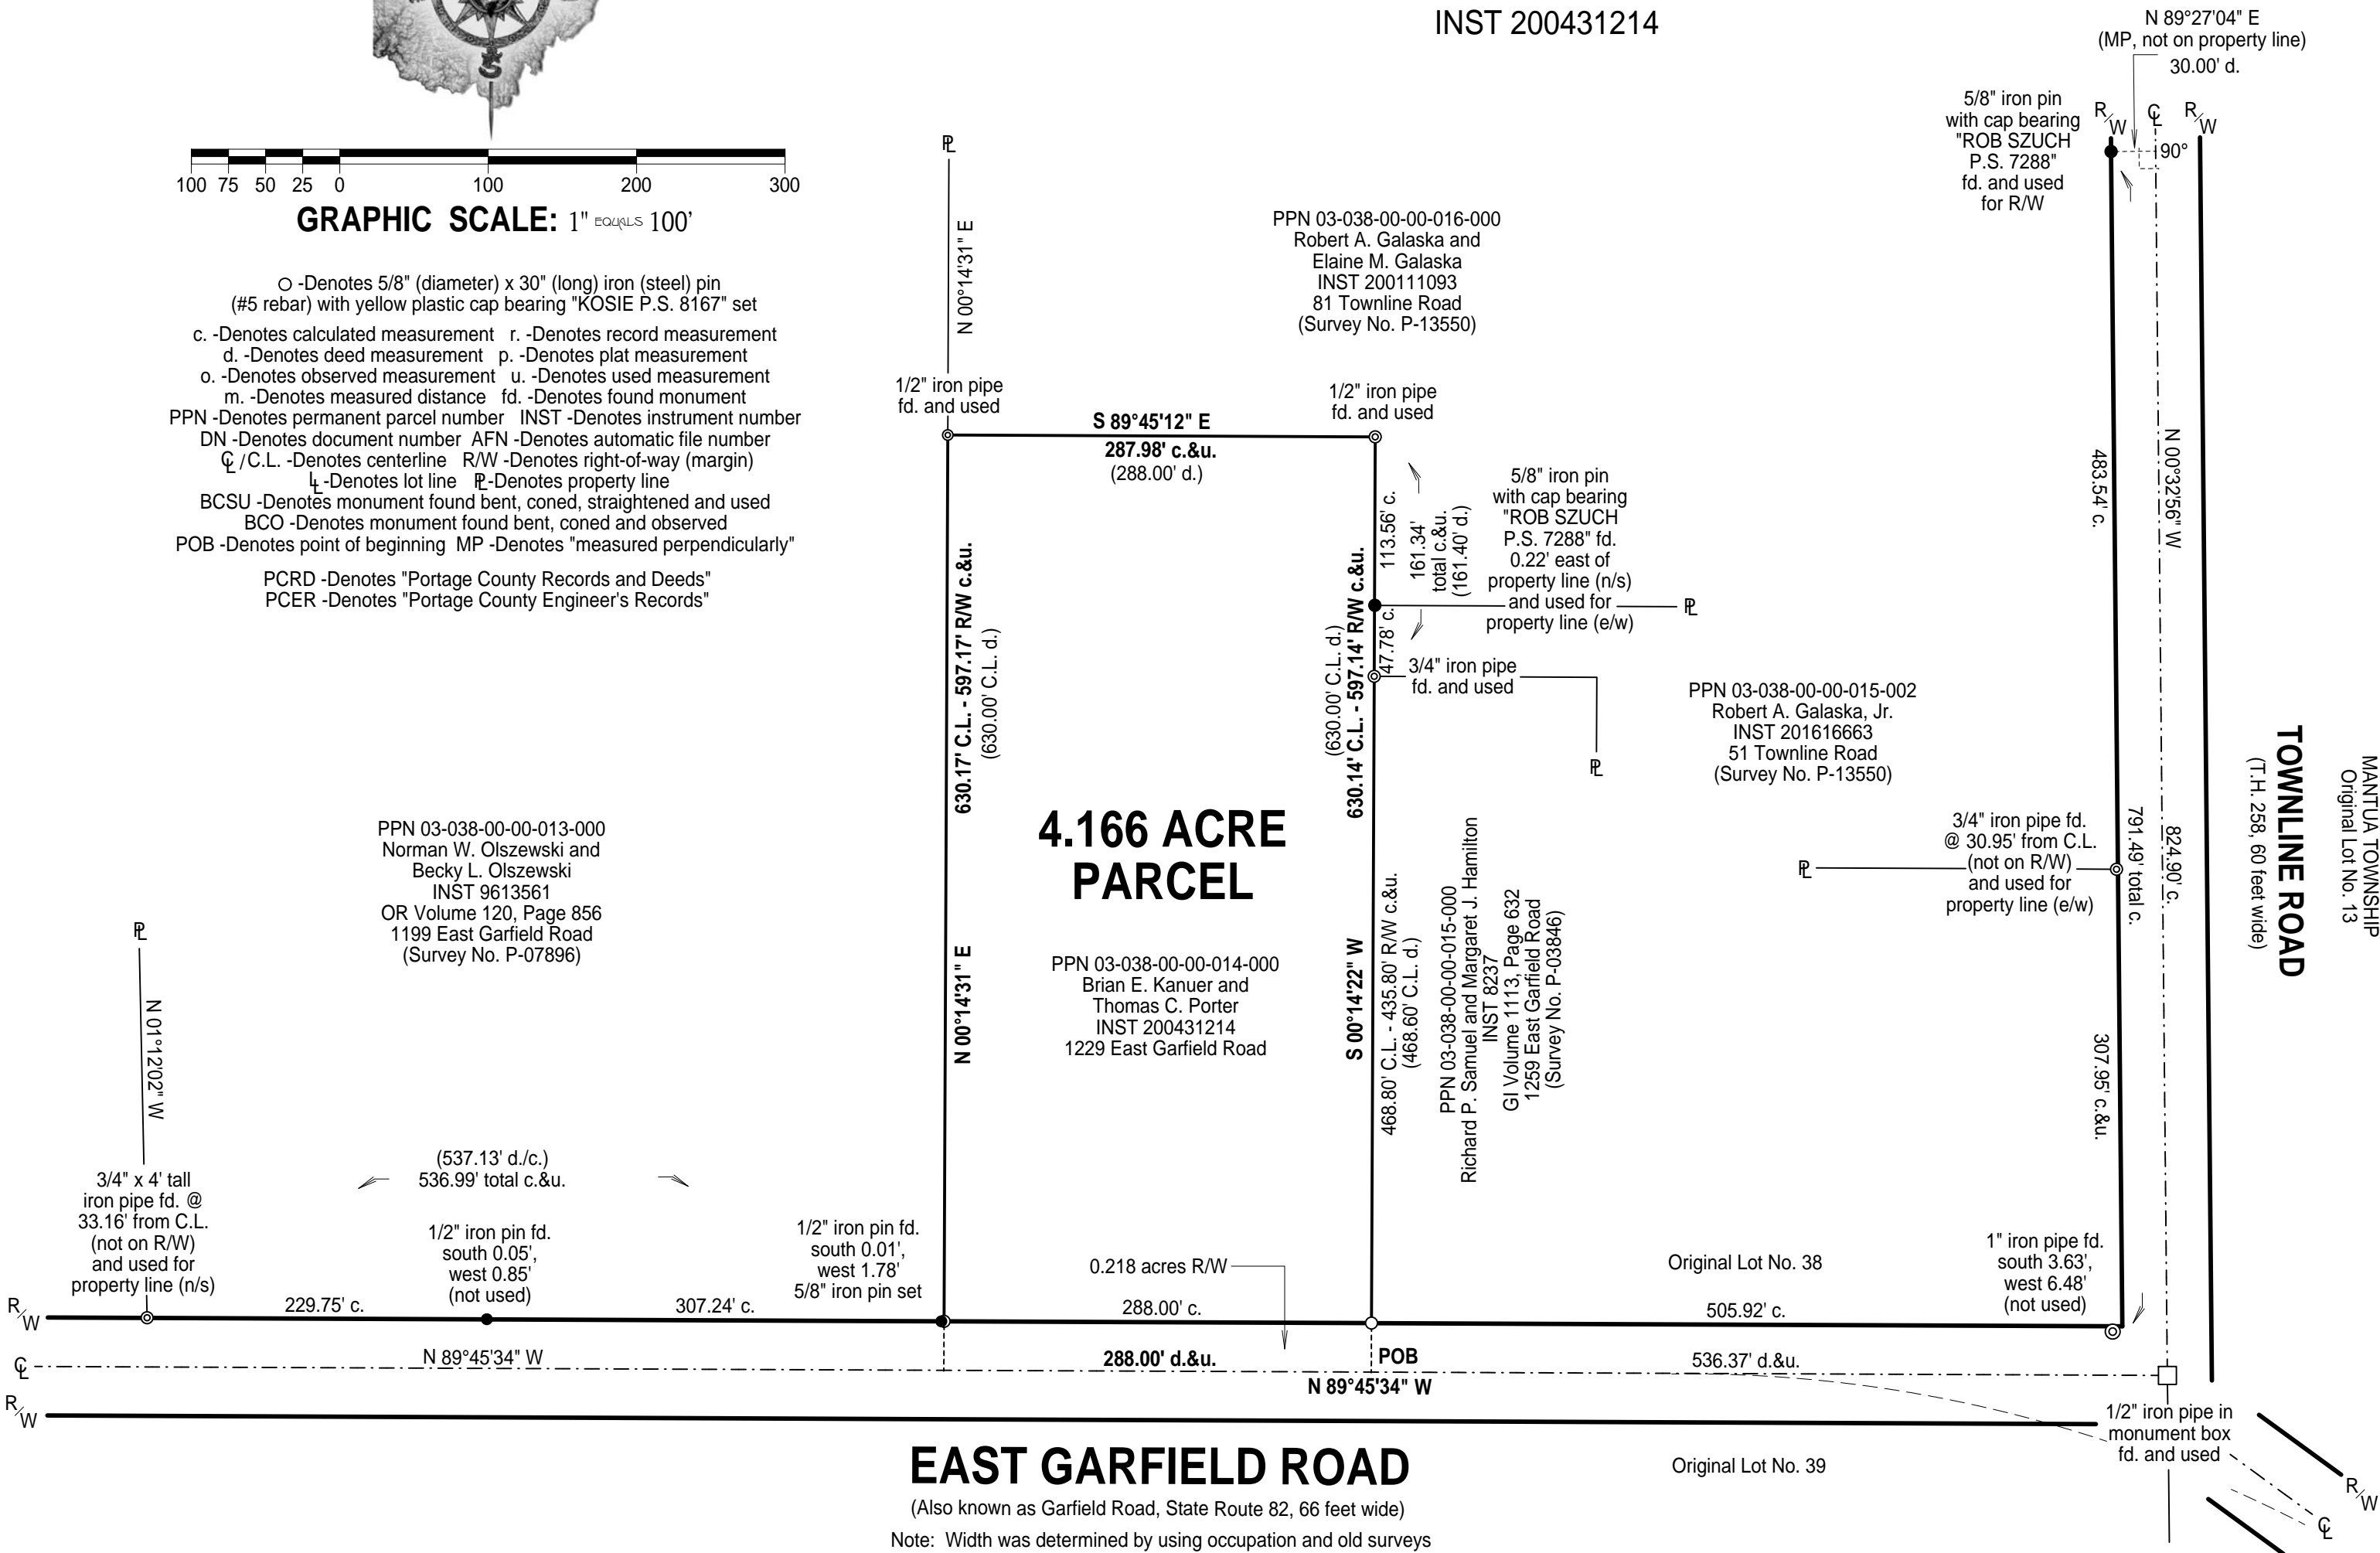 S
INST 200431214
N 89°27'04" E
(MP, not on property line)
30.00' d.
100 75 50 25 0 100 200 300
GRAPHIC SCALE: 1" EQUALS 100'
-Denotes 5/8" (diameter) x 30" (long) iron (steel) pin
(#5 rebar) with yellow plastic cap bearing "KOSIE P.S. 8167" set
c. -Denotes calculated measurement r. -Denotes record measurement
d. -Denotes deed measurement p. -Denotes plat measurement
o. -Denotes observed measurement u. -Denotes used measurement
m. -Denotes measured distance fd. -Denotes found monument
PPN -Denotes permanent parcel number INST -Denotes instrument number
DN -Denotes document number AFN -Denotes automatic file number
CL /C.L. -Denotes centerline R/W -Denotes right-of-way (margin)
LL -Denotes lot line PL -Denotes property line
BCSU -Denotes monument found bent, coned, straightened and used
BCO -Denotes monument found bent, coned and observed
POB -Denotes point of beginning MP -Denotes "measured perpendicularly"
PCRD -Denotes "Portage County Records and Deeds"
PCER -Denotes "Portage County Engineer's Records"
PL
N 00°14'31" E
1/2" iron pipe
fd. and used
S 89°45'12" E
287.98' c.&u.
(288.00' d.)
1/2" iron pipe
fd. and used
PPN 03-038-00-00-016-000
Robert A. Galaska and
Elaine M. Galaska
INST 200111093
81 Townline Road
(Survey No. P-13550)
5/8" iron pin
with cap bearing
"ROB SZUCH
P.S. 7288"
fd. and used
for R/W
R/W
CL
R/W
90°
113.56' c.
161.34'
total c.&u.
(161.40' d.)
47.78' c.
5/8" iron pin
with cap bearing
"ROB SZUCH
P.S. 7288" fd.
0.22' east of
property line (n/s)
and used for
property line (e/w)
PL
3/4" iron pipe
fd. and used
PL
483.54' c.
N 00°32'56" W
630.17' C.L. - 597.17' R/W c.&u.
(630.00' C.L. d.)
N 00°14'31" E
(630.00' C.L. d.)
630.14' C.L. - 597.14' R/W c.&u.
S 00°14'22" W
468.80' C.L. - 435.80' R/W c.&u.
(468.60' C.L. d.)
PPN 03-038-00-00-015-002
Robert A. Galaska, Jr.
INST 201616663
51 Townline Road
(Survey No. P-13550)
TOWNLINE ROAD
(T.H. 258, 60 feet wide)
MANTUA TOWNSHIP
Original Lot No. 13
3/4" iron pipe fd.
@ 30.95' from C.L.
(not on R/W)
and used for
property line (e/w)
PL
791.49' total c.
824.90' c.
307.95' c.&u.
4.166 ACRE
PARCEL
PPN 03-038-00-00-014-000
Brian E. Kanuer and
Thomas C. Porter
INST 200431214
1229 East Garfield Road
PPN 03-038-00-00-015-000
Richard P. Samuel and Margaret J. Hamilton
INST 8237
GI Volume 1113, Page 632
1259 East Garfield Road
(Survey No. P-03846)
PPN 03-038-00-00-013-000
Norman W. Olszewski and
Becky L. Olszewski
INST 9613561
OR Volume 120, Page 856
1199 East Garfield Road
(Survey No. P-07896)
PL
N 01°12'02" W
3/4" x 4' tall
iron pipe fd. @
33.16' from C.L.
(not on R/W)
and used for
property line (n/s)
(537.13' d./c.)
536.99' total c.&u.
1/2" iron pin fd.
south 0.05',
west 0.85'
(not used)
1/2" iron pin fd.
south 0.01',
west 1.78'
5/8" iron pin set
0.218 acres R/W
Original Lot No. 38
1" iron pipe fd.
south 3.63',
west 6.48'
(not used)
R/W
229.75' c.
307.24' c.
288.00' c.
505.92' c.
CL
N 89°45'34" W
288.00' d.&u.
POB
536.37' d.&u.
N 89°45'34" W
R/W
1/2" iron pipe in
monument box
fd. and used
EAST GARFIELD ROAD
Original Lot No. 39
(Also known as Garfield Road, State Route 82, 66 feet wide)
Note: Width was determined by using occupation and old surveys
R/W
CL